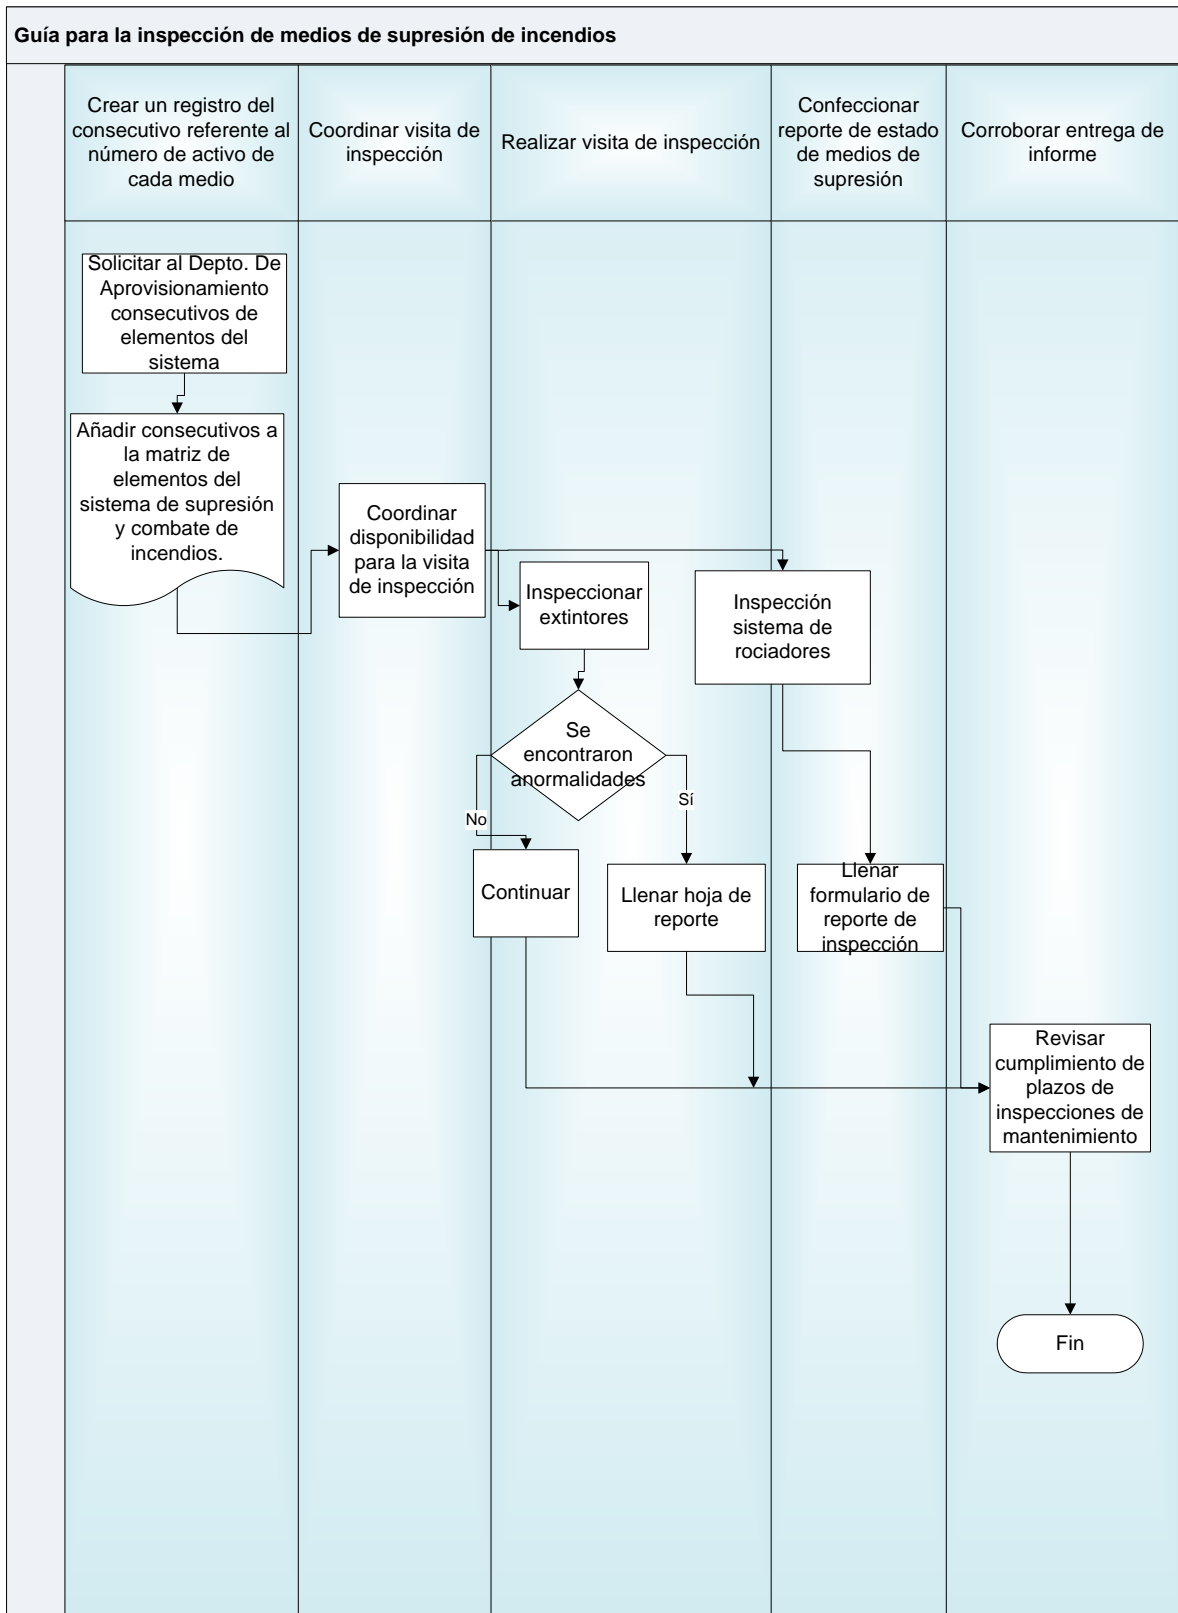 Guía para la inspección de medios de supresión de incendios
Crear un registro del
consecutivo referente al
número de activo de
cada medio
Coordinar visita de
inspección
Realizar visita de inspección
Confeccionar
reporte de estado
de medios de
supresión
Corroborar entrega de
informe
Solicitar al Depto. De
Aprovisionamiento
consecutivos de
elementos del
sistema
Añadir consecutivos a
la matriz de
elementos del
sistema de supresión
y combate de
incendios.
Coordinar
disponibilidad
para la visita
de inspección
Inspeccionar
extintores
Inspección
sistema de
rociadores
Se
encontraron
anormalidades
No
Sí
Continuar
Llenar hoja de
reporte
Llenar
formulario de
reporte de
inspección
Revisar
cumplimiento de
plazos de
inspecciones de
mantenimiento
Fin